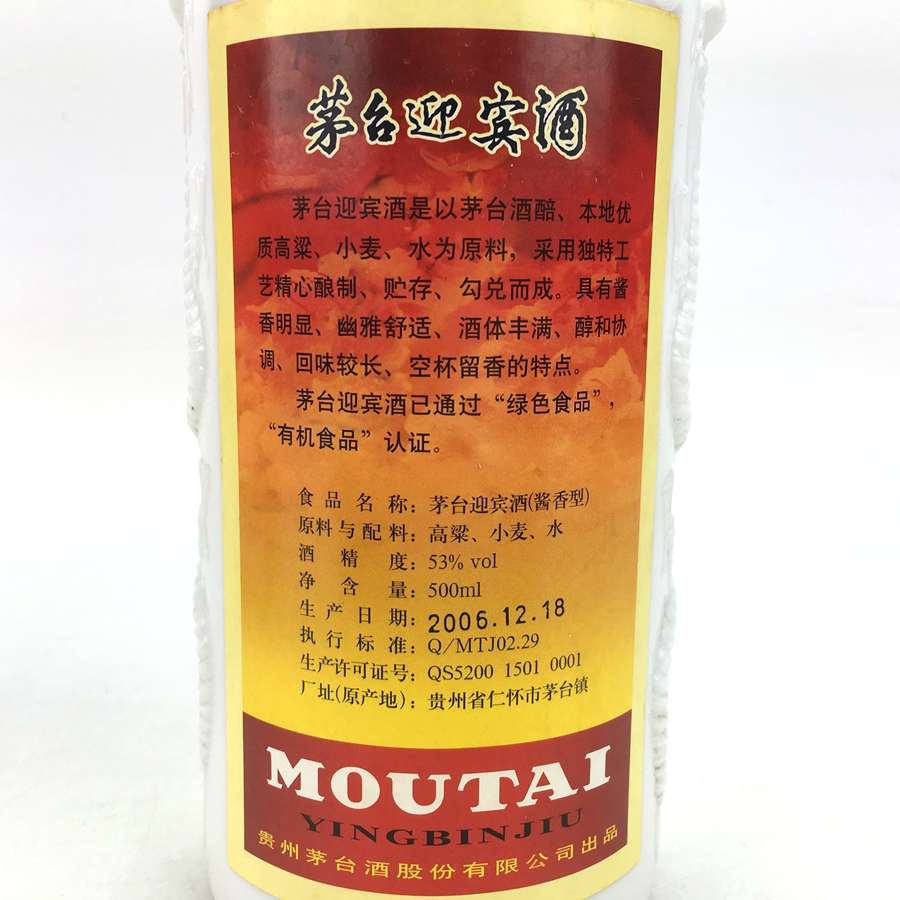 茅台迎宾酒
茅台迎宾酒是以茅台酒醅、本地优
质高粱、小麦、水为原料，采用独特工
艺精心酿制、贮存、勾兑而成。具有酱
香明显、幽雅舒适、酒体丰满、醇和协
调、回味较长、空杯留香的特点。
茅台迎宾酒已通过“绿色食品”，
“有机食品”认证。
食品名称：茅台迎宾酒(酱香型)
原料与配料：高粱、小麦、水
酒精度：53% vol
净含量：500ml
生产日期：2006.12.18
执行标准：Q/MTJ02.29
生产许可证号：QS5200 1501 0001
厂址(原产地)：贵州省仁怀市茅台镇
MOUTAI
YINGBINJIU
贵州茅台酒股份有限公司出品